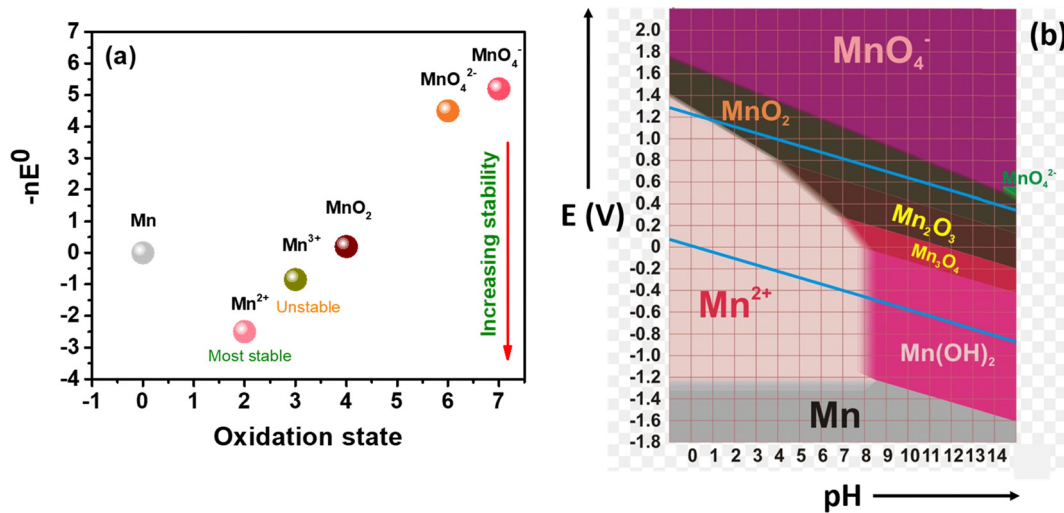 (a)
-nE⁰
7
6
5
4
3
2
1
0
-1
-2
-3
-4
-1 0 1 2 3 4 5 6 7
Oxidation state
Mn
Mn²⁺
Most stable
Mn³⁺
Unstable
MnO₂
MnO₄²⁻
MnO₄⁻
Increasing stability
(b)
E (V)
2.0
1.8
1.6
1.4
1.2
1.0
0.8
0.6
0.4
0.2
0
-0.2
-0.4
-0.6
-0.8
-1.0
-1.2
-1.4
-1.6
-1.8
MnO₄⁻
MnO₂
MnO₄²⁻
Mn₂O₃
Mn₃O₄
Mn²⁺
Mn(OH)₂
Mn
0 1 2 3 4 5 6 7 8 9 10 11 12 13 14
pH